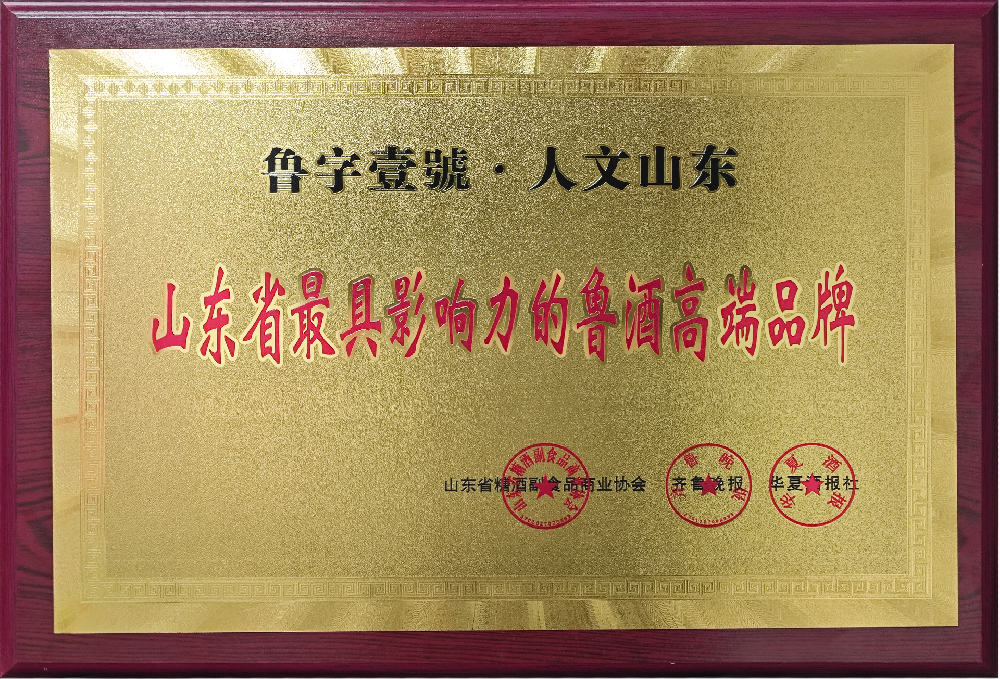 鲁字壹號·人文山东
山东省最具影响力的鲁酒高端品牌
山东省糖酒副食品商业协会 齐鲁晚报 华夏酒报社